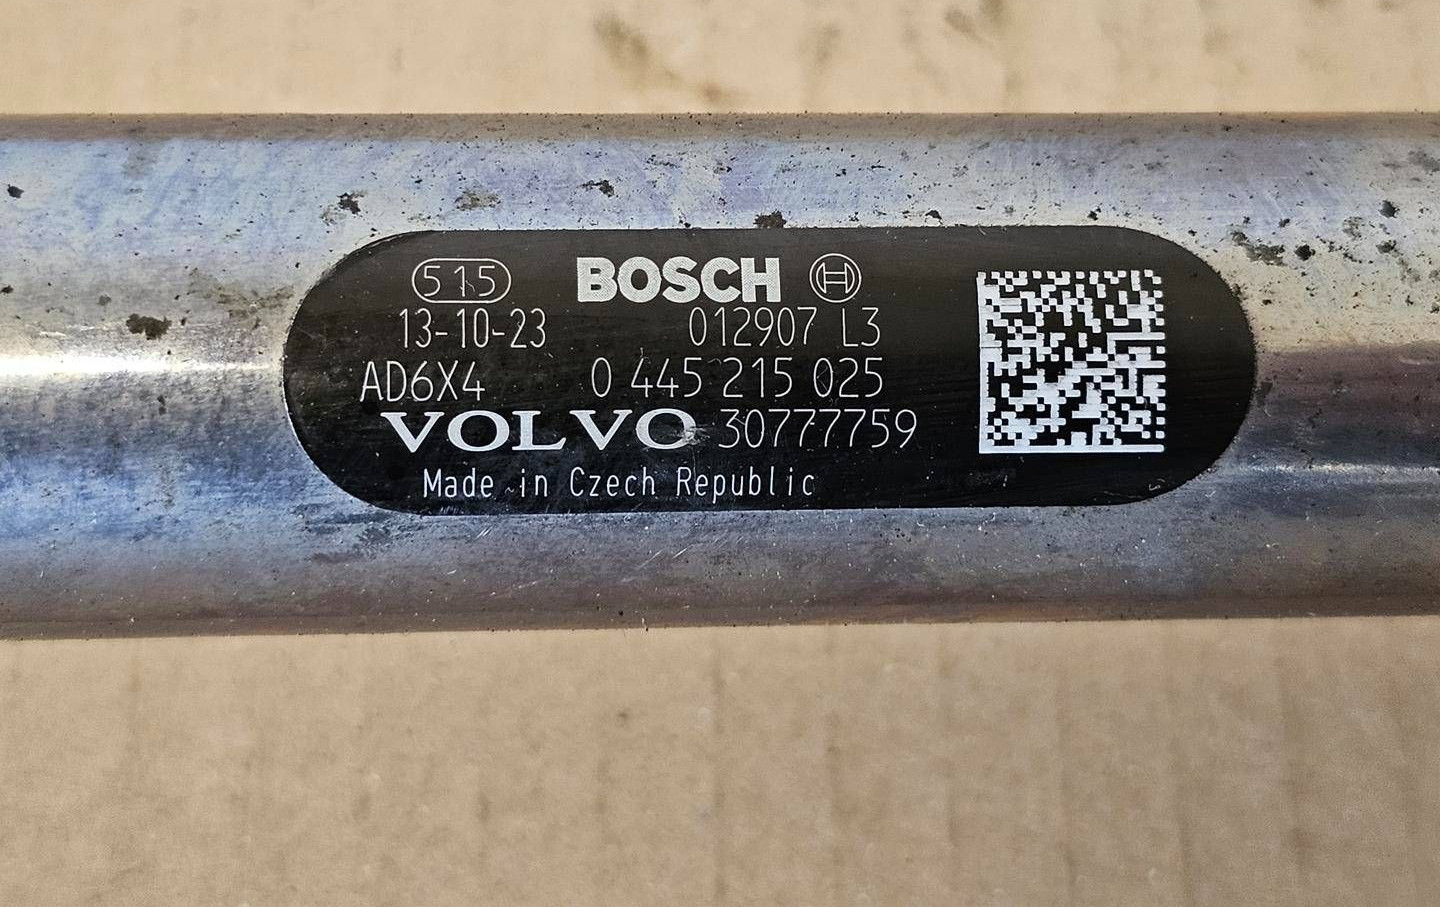 515 BOSCH
13-10-23 012907 L3
AD6X4 0 445 215 025
VOLVO 30777759
Made in Czech Republic